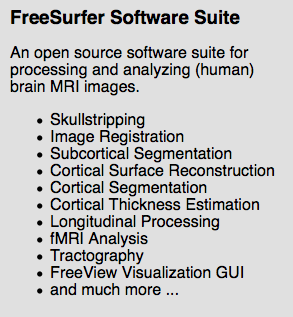 FreeSurfer Software Suite
An open source software suite for
processing and analyzing (human)
brain MRI images.
• Skullstripping
• Image Registration
• Subcortical Segmentation
• Cortical Surface Reconstruction
• Cortical Segmentation
• Cortical Thickness Estimation
• Longitudinal Processing
• fMRI Analysis
• Tractography
• FreeView Visualization GUI
• and much more ...